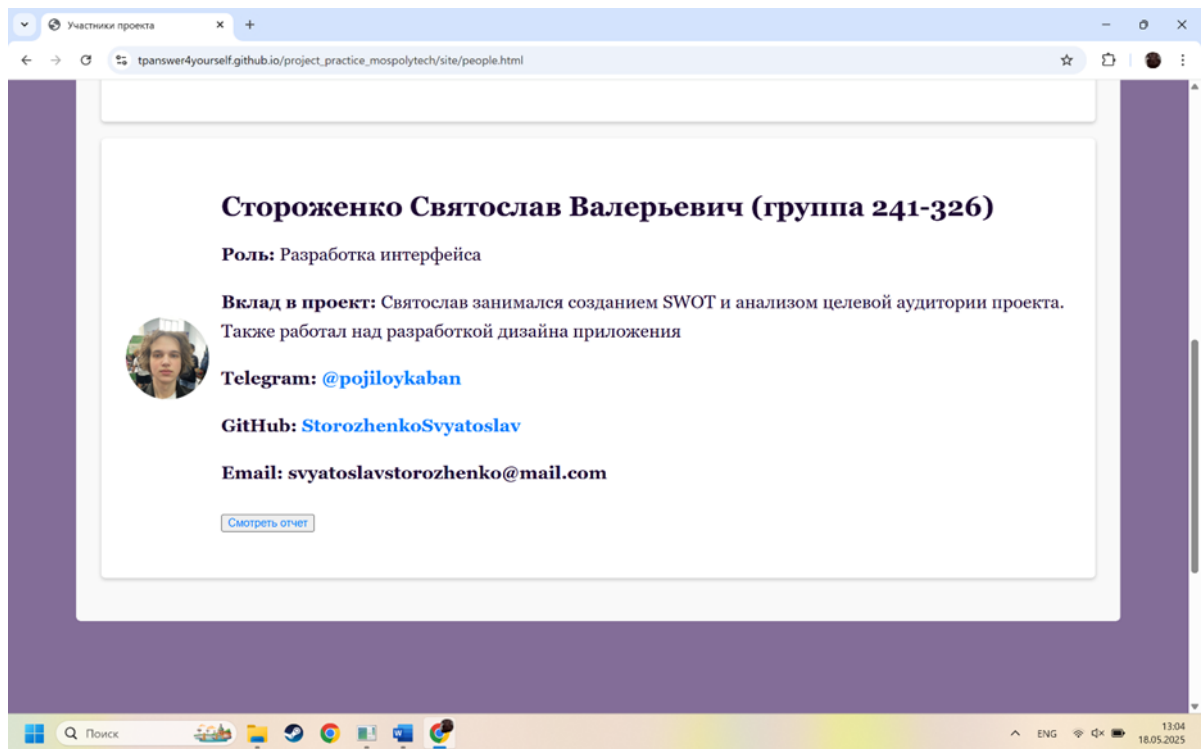 Участники проекта
tpanswer4yourself.github.io/project_practice_mospolytech/site/people.html
Стороженко Святослав Валерьевич (группа 241-326)
Роль: Разработка интерфейса
Вклад в проект: Святослав занимался созданием SWOT и анализом целевой аудитории проекта.
Также работал над разработкой дизайна приложения
Telegram: @pojiloykaban
GitHub: StorozhenkoSvyatoslav
Email: svyatoslavstorozhenko@mail.com
Смотреть отчет
Поиск
ENG
13:04
18.05.2025